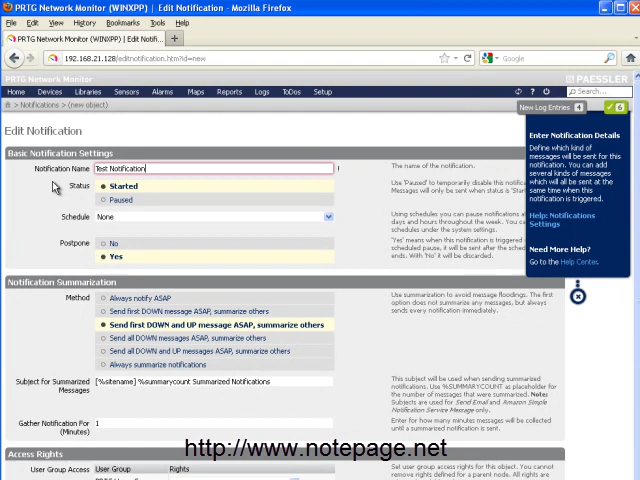 PRTG Network Monitor (WINXPP) | Edit Notification - Mozilla Firefox
File Edit View History Bookmarks Tools Help
PRTG Network Monitor (WINXPP) | Edit Notifi...
192.168.21.128/editnotification.htm?id=new
Google
PRTG Network Monitor
PAESSLER
Home Devices Libraries Sensors Alarms Maps Reports Logs ToDos Setup
Search...
Notifications (new object)
New Log Entries 4 6
Edit Notification
Basic Notification Settings
Notification Name Test Notification
The name of the notification.
Status Started
Paused
Use 'Paused' to temporarily disable this notification.
Messages will only be sent when status is 'Started'.
Schedule None
Using schedules you can pause notifications
days and hours throughout the week. You can
schedules under the system settings.
Postpone No
Yes
'Yes' means when this notification is triggered
scheduled pause, it will be sent after the sched
ends. With 'No' it will be discarded.
Enter Notification Details
Define which kind of
messages will be sent for this
notification. You can add
several kinds of messages
which will all be sent at the
same time when this
notification is triggered.
Help: Notifications
Settings
Need More Help?
Go to the Help Center.
Notification Summarization
Method Always notify ASAP
Send first DOWN message ASAP, summarize others
Send first DOWN and UP message ASAP, summarize others
Send all DOWN messages ASAP, summarize others
Send all DOWN and UP messages ASAP, summarize others
Always summarize notifications
Use summarization to avoid message floodings. The first
option does not summarize any messages, but always
sends every notification immediately.
Subject for Summarized
Messages
[%sitename] %summarycount Summarized Notifications
This subject will be used when sending summarized
notifications. Use %SUMMARYCOUNT as placeholder
for the number of summarized messages. Note:
Subjects are used for Send Email and Amazon Simple
Notification Service Message only.
Gather Notification For
(Minutes)
1
Enter for how many minutes messages will be collected
until a summarized notification is sent.
http://www.notepage.net
Access Rights
User Group Access User Group Rights
Set user group access rights for this object. You cannot
remove rights defined for a parent node. All rights are